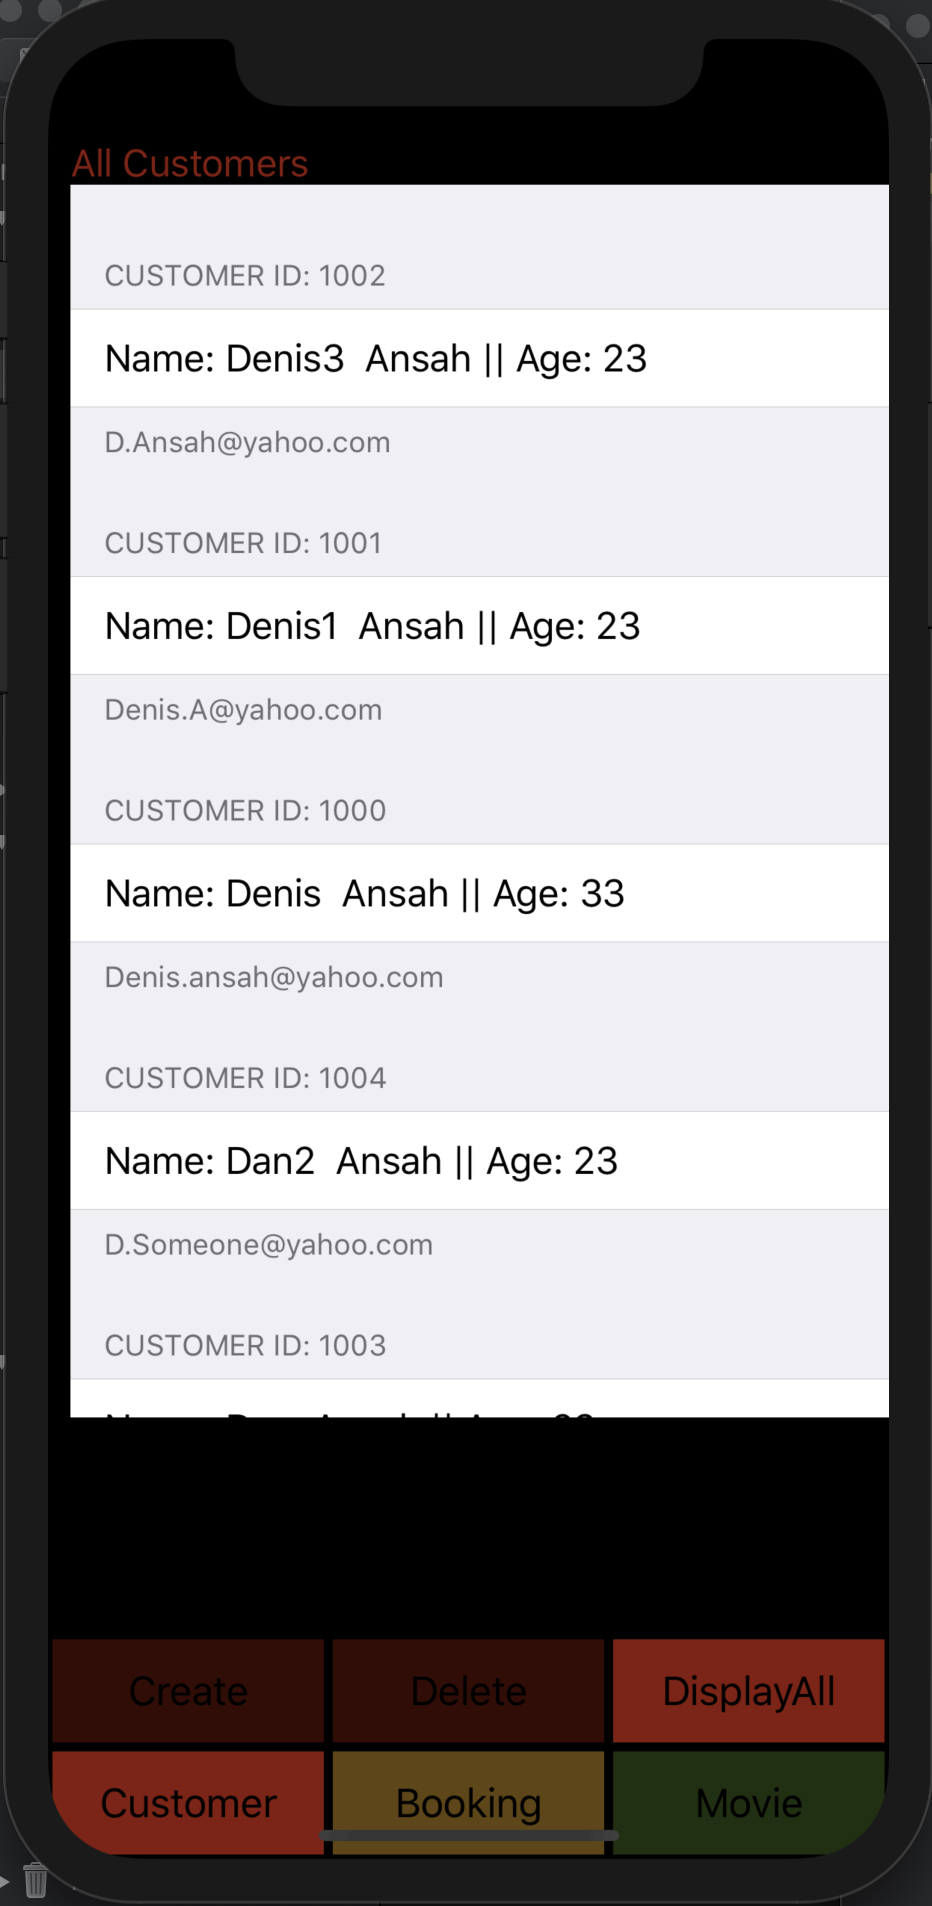 All Customers
CUSTOMER ID: 1002
Name: Denis3  Ansah || Age: 23
D.Ansah@yahoo.com
CUSTOMER ID: 1001
Name: Denis1  Ansah || Age: 23
Denis.A@yahoo.com
CUSTOMER ID: 1000
Name: Denis  Ansah || Age: 33
Denis.ansah@yahoo.com
CUSTOMER ID: 1004
Name: Dan2  Ansah || Age: 23
D.Someone@yahoo.com
CUSTOMER ID: 1003
Create Delete DisplayAll
Customer Booking Movie